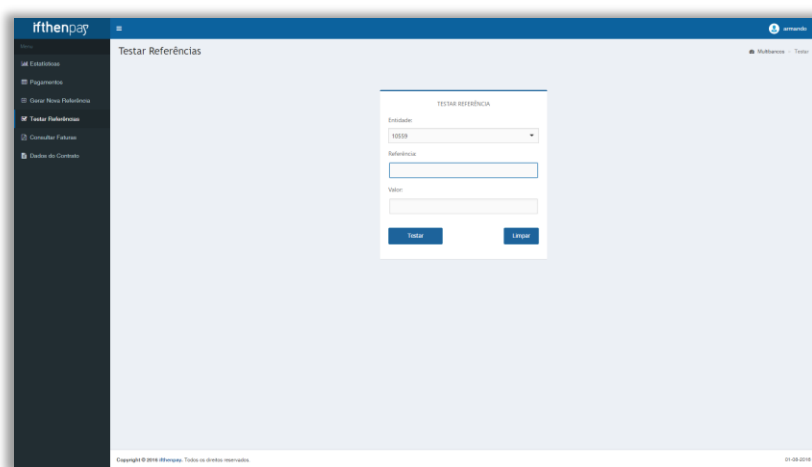 ifthenpay
armando
Menu
Testar Referências
Multibanco > Testar
Estatísticas
Pagamentos
Gerar Nova Referência
Testar Referências
Consultar Faturas
Dados do Contrato
TESTAR REFERÊNCIA
Entidade:
10559
Referência:
Valor:
Testar
Limpar
Copyright © 2016 ifthenpay. Todos os direitos reservados.
01-09-2016